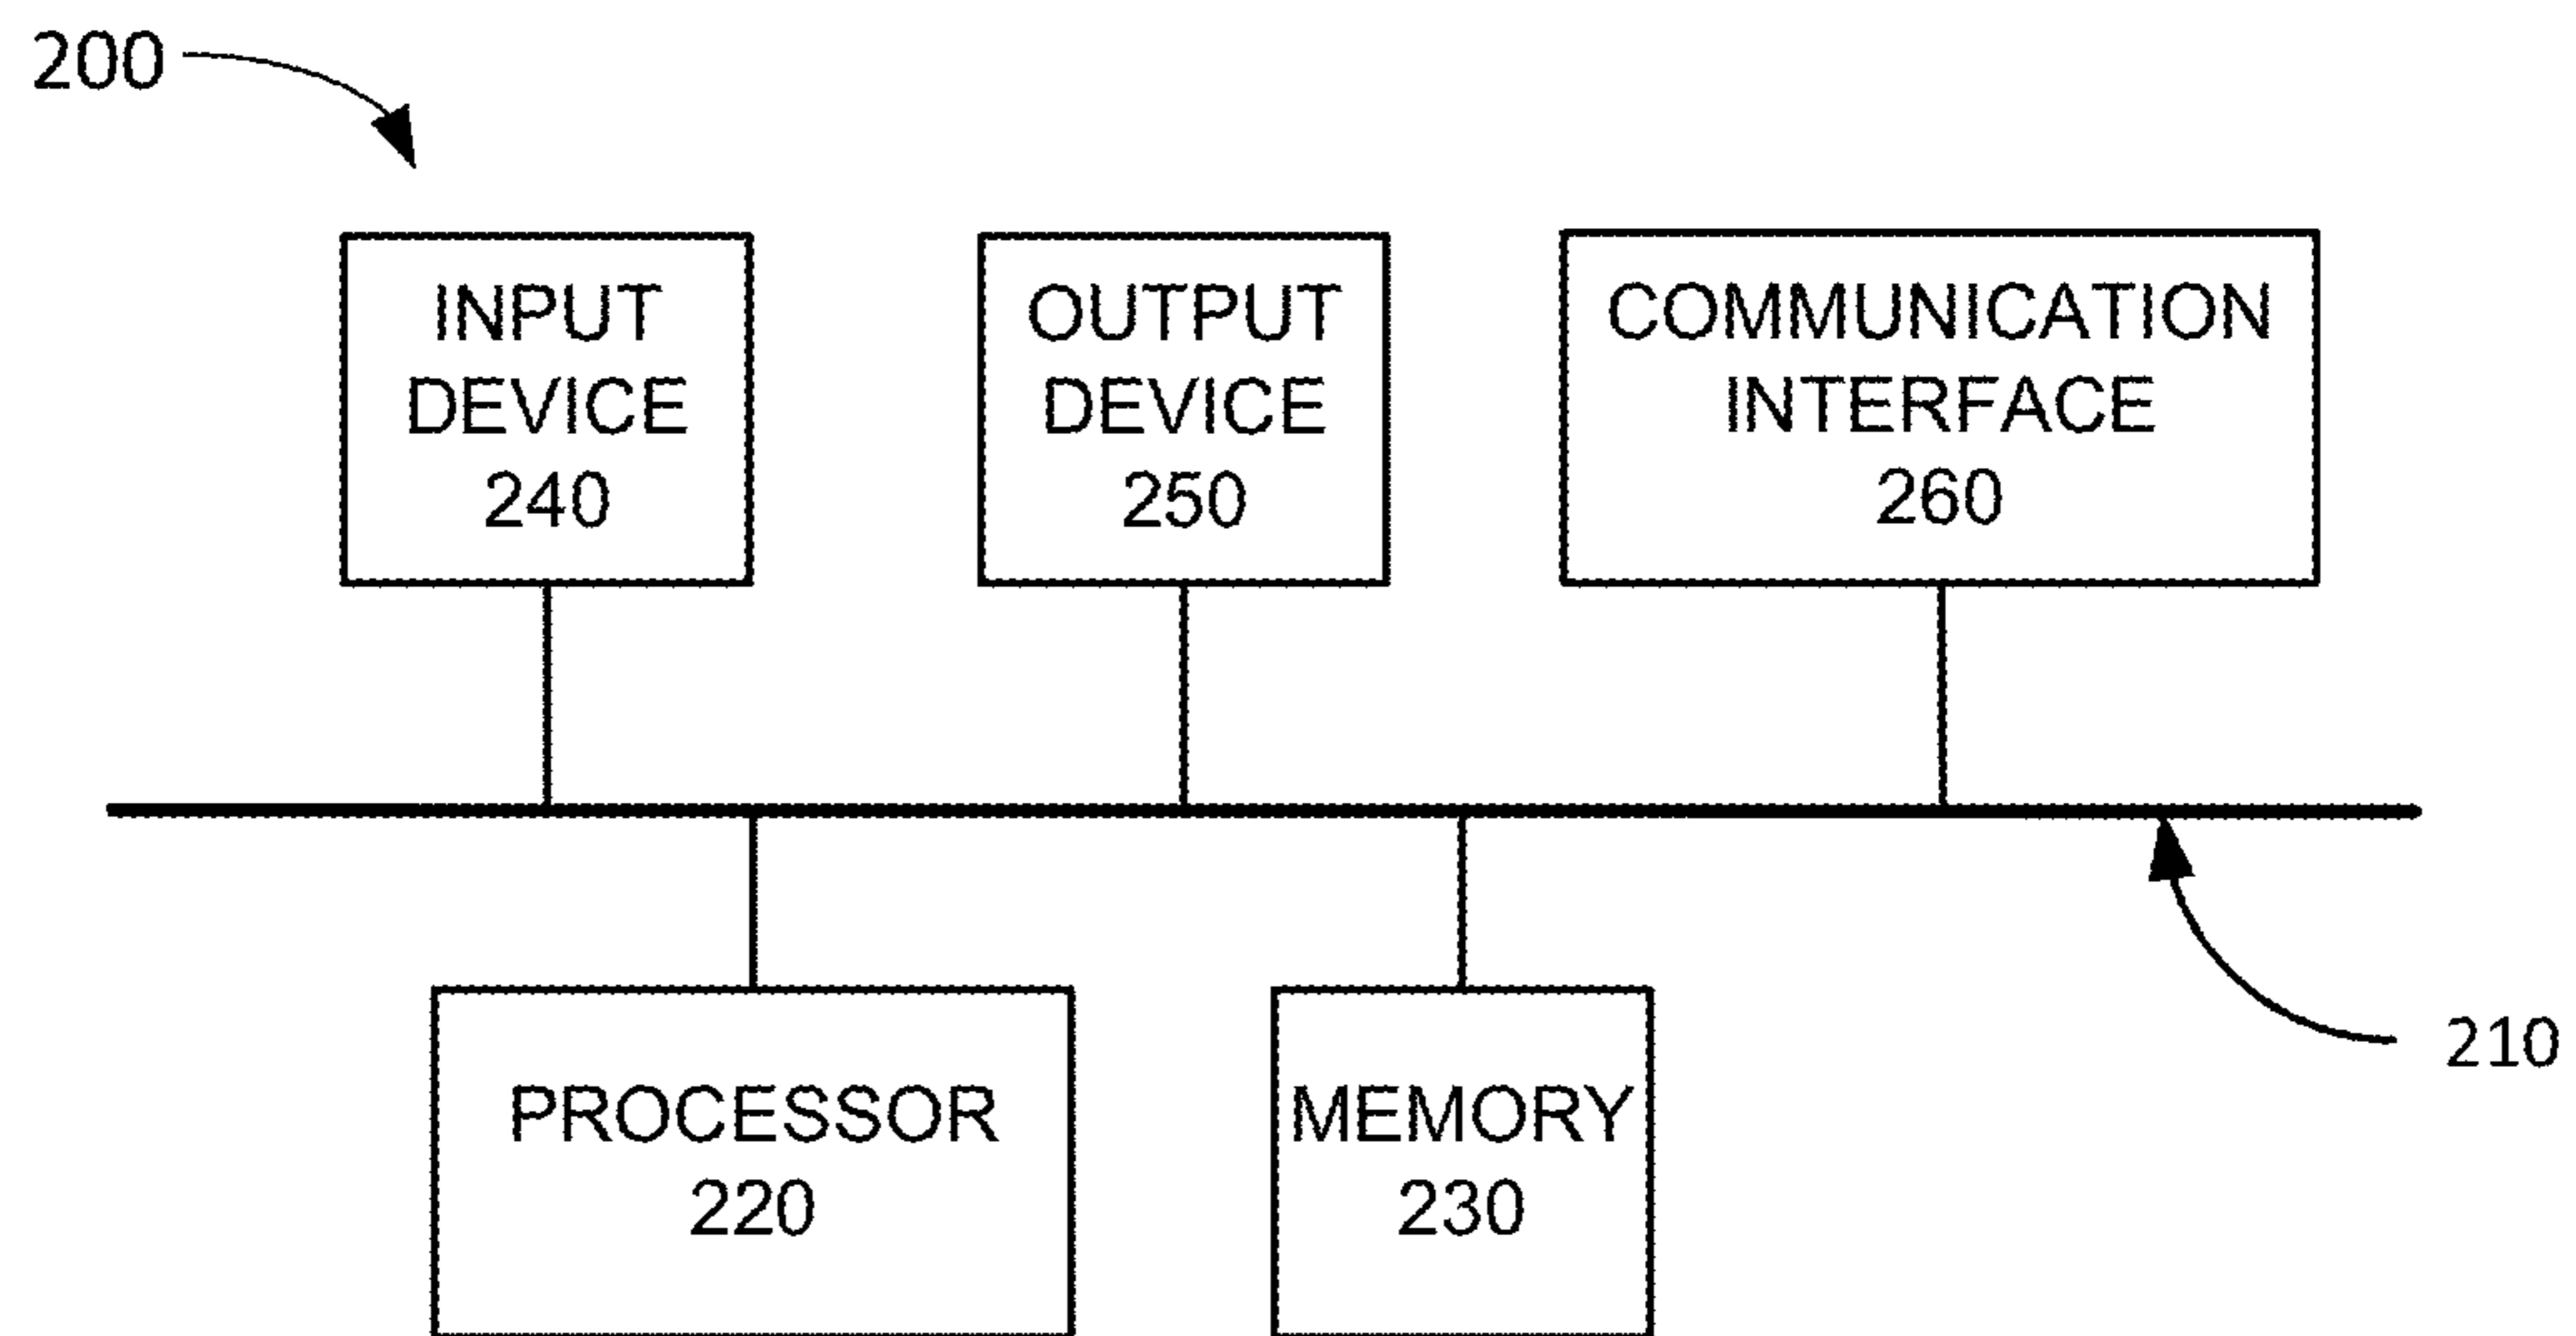 200
INPUT
DEVICE
240
OUTPUT
DEVICE
250
COMMUNICATION
INTERFACE
260
210
PROCESSOR
220
MEMORY
230